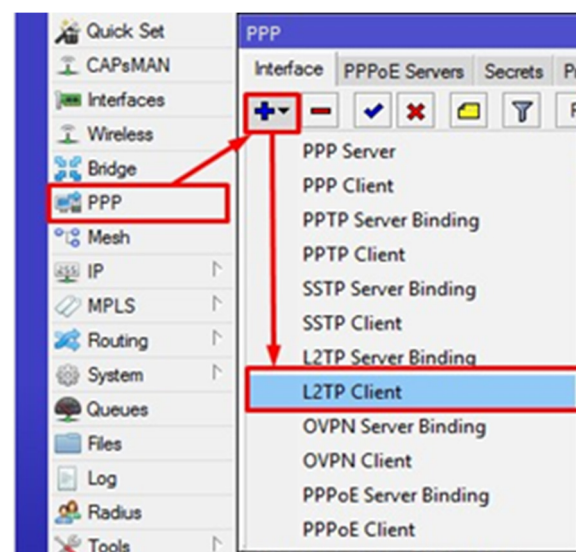 Quick Set
CAPsMAN
Interfaces
Wireless
Bridge
PPP
Mesh
IP
MPLS
Routing
System
Queues
Files
Log
Radius
Tools
PPP
Interface PPPoE Servers Secrets
PPP Server
PPP Client
PPTP Server Binding
PPTP Client
SSTP Server Binding
SSTP Client
L2TP Server Binding
L2TP Client
OVPN Server Binding
OVPN Client
PPPoE Server Binding
PPPoE Client